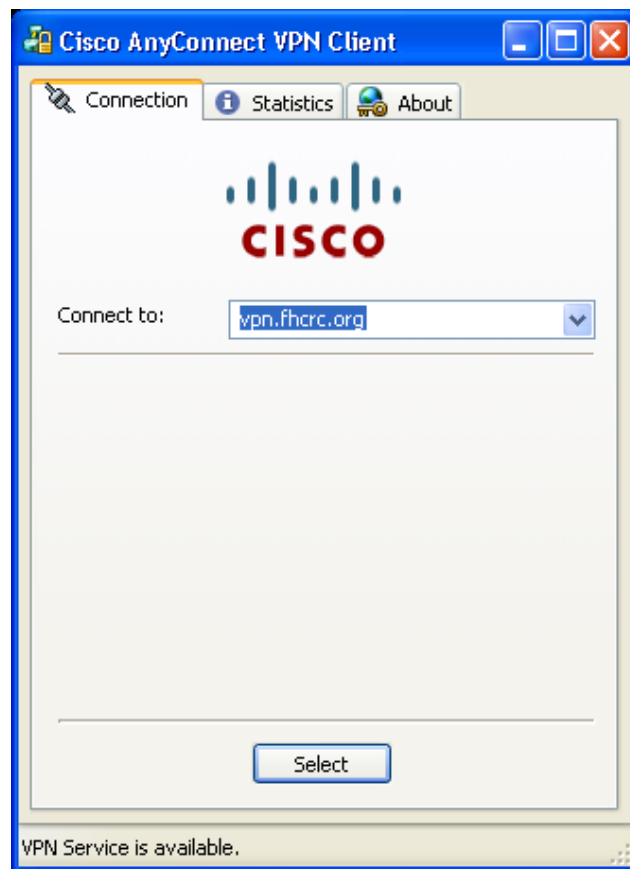 Cisco AnyConnect VPN Client
Connection Statistics About
CISCO
Connect to: vpn.fhcrc.org
Select
VPN Service is available.